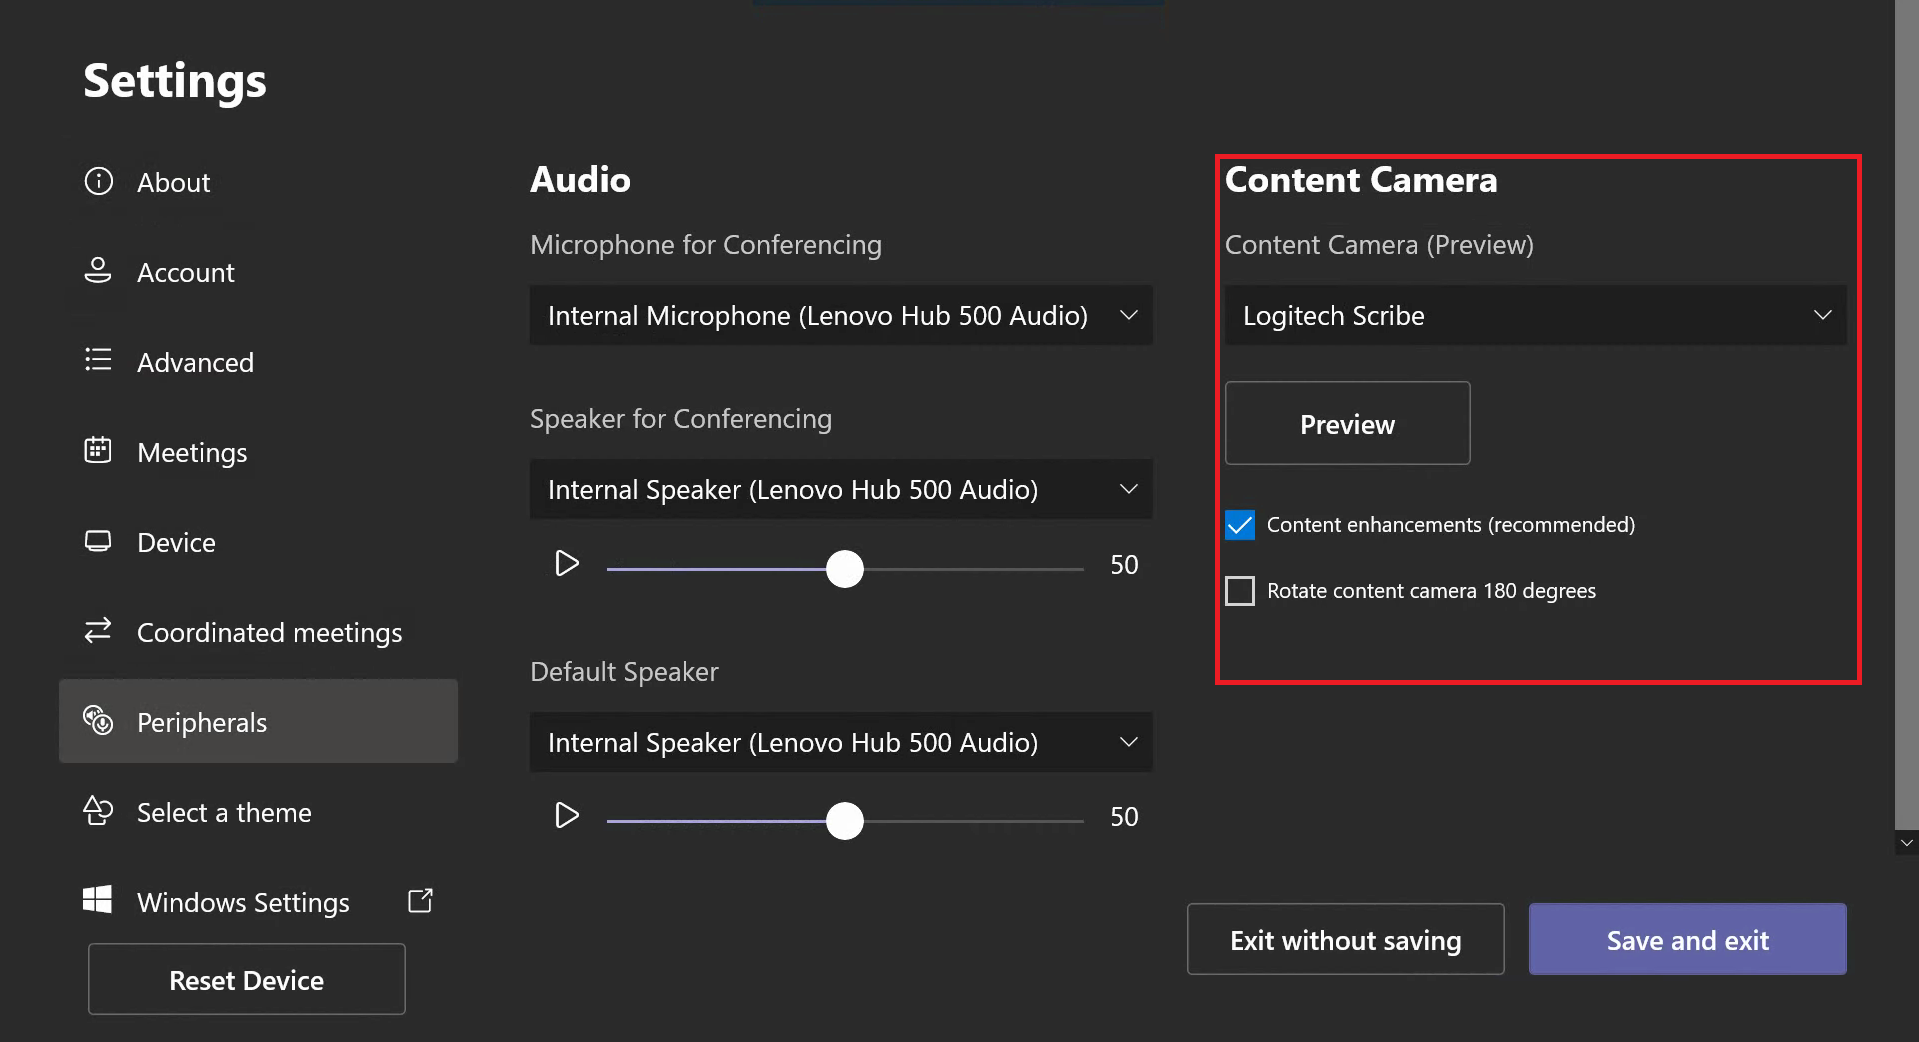 Settings
About
Account
Advanced
Meetings
Device
Coordinated meetings
Peripherals
Select a theme
Windows Settings
Reset Device
Audio
Microphone for Conferencing
Internal Microphone (Lenovo Hub 500 Audio)
Speaker for Conferencing
Internal Speaker (Lenovo Hub 500 Audio)
50
Default Speaker
Internal Speaker (Lenovo Hub 500 Audio)
50
Content Camera
Content Camera (Preview)
Logitech Scribe
Preview
Content enhancements (recommended)
Rotate content camera 180 degrees
Exit without saving
Save and exit